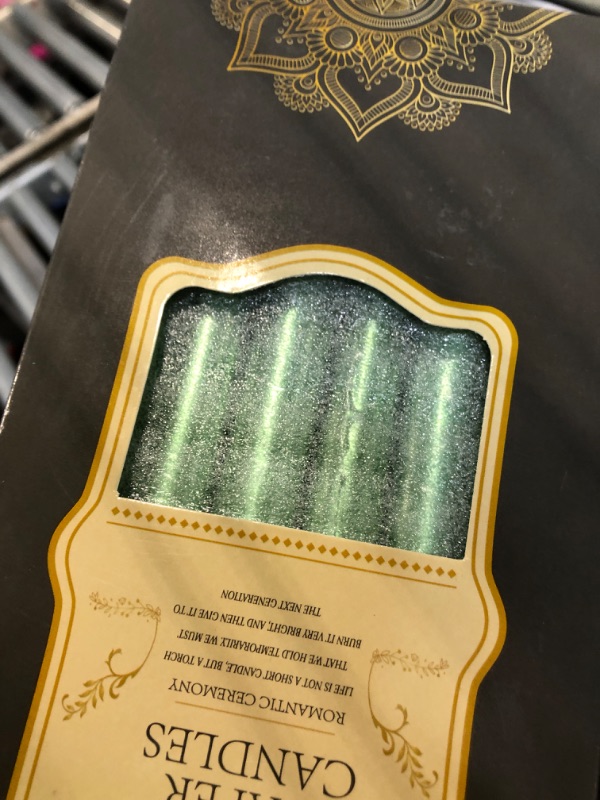 CANDLES
ROMANTIC CEREMONY
LIFE IS NOT A SHORT CANDLE, BUT A TORCH
THAT WE HOLD TEMPORARILY. WE MUST
BURN IT VERY BRIGHT, AND THEN GIVE IT TO
THE NEXT GENERATION